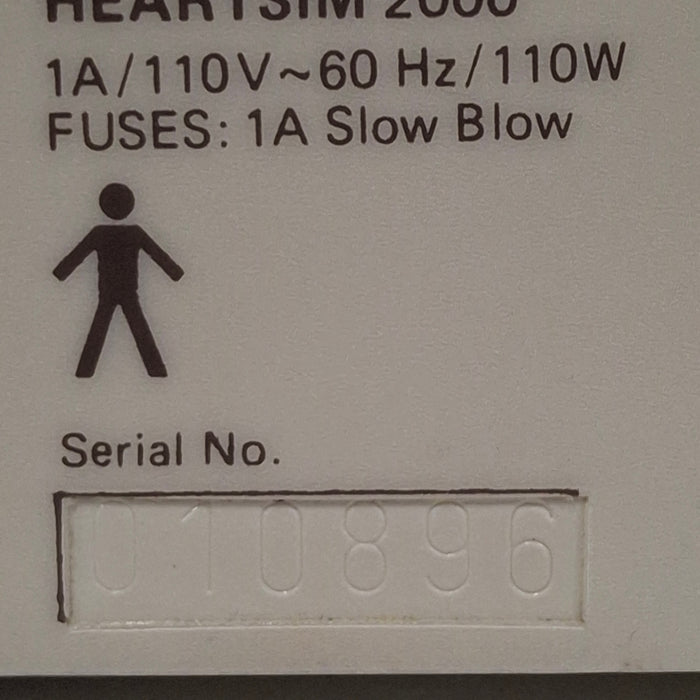 HEARTSIM 2000
1A/110V~60 Hz/110W
FUSES: 1A Slow Blow
Serial No.
010896